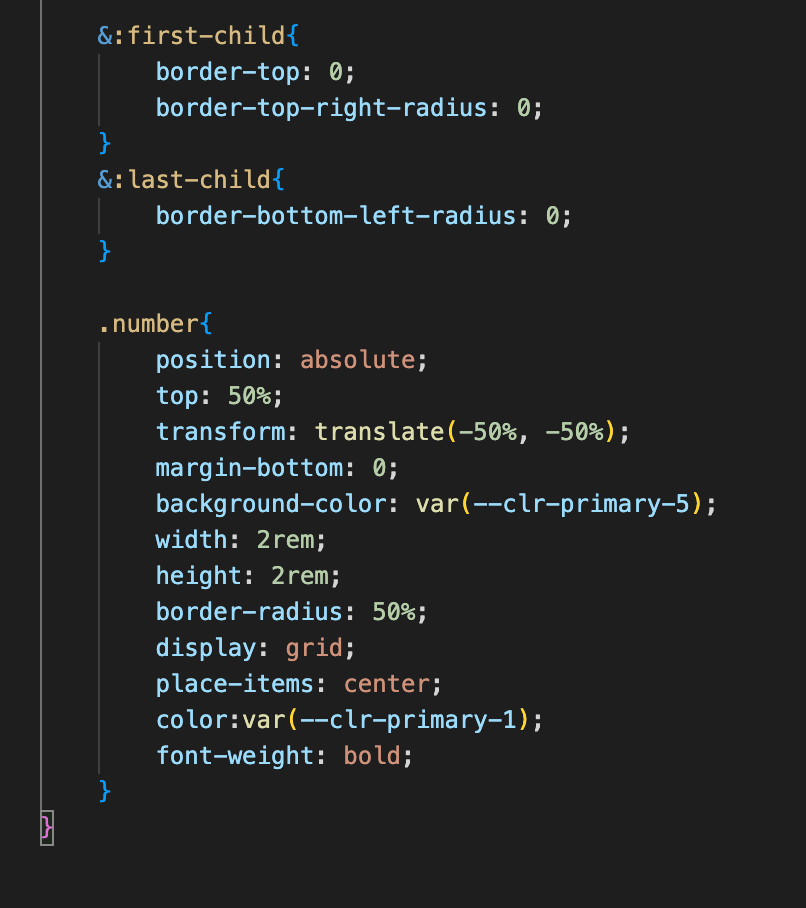 &:first-child{
border-top: 0;
border-top-right-radius: 0;
}
&:last-child{
border-bottom-left-radius: 0;
}
.number{
position: absolute;
top: 50%;
transform: translate(-50%, -50%);
margin-bottom: 0;
background-color: var(--clr-primary-5);
width: 2rem;
height: 2rem;
border-radius: 50%;
display: grid;
place-items: center;
color:var(--clr-primary-1);
font-weight: bold;
}
}